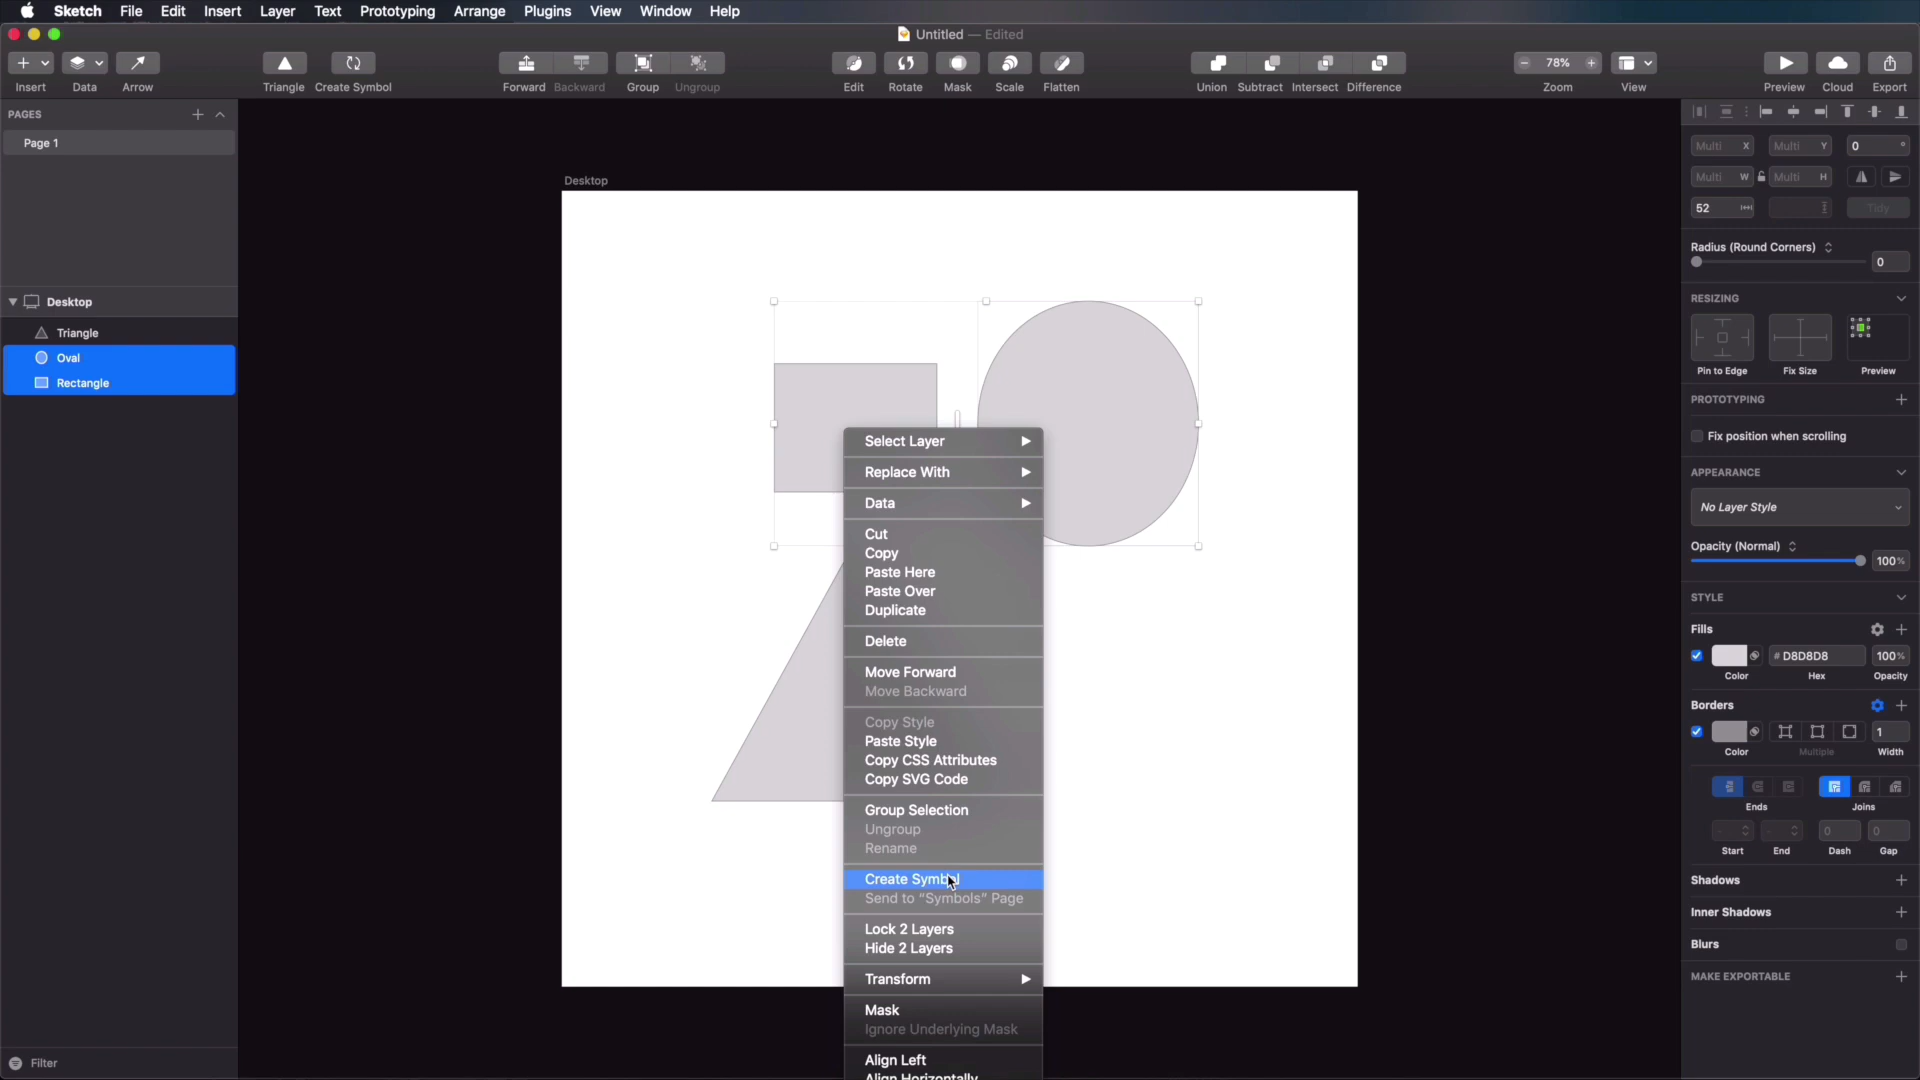 Sketch File Edit Insert Layer Text Prototyping Arrange Plugins View Window Help
Untitled — Edited
78%
Insert Data Arrow Triangle Create Symbol Forward Backward Group Ungroup Edit Rotate Mask Scale Flatten Union Subtract Intersect Difference Zoom View Preview Cloud Export
PAGES
Page 1
Desktop
Triangle
Oval
Rectangle
Filter
Desktop
Select Layer
Replace With
Data
Cut
Copy
Paste Here
Paste Over
Duplicate
Delete
Move Forward
Move Backward
Copy Style
Paste Style
Copy CSS Attributes
Copy SVG Code
Group Selection
Ungroup
Rename
Create Symbol
Send to “Symbols” Page
Lock 2 Layers
Hide 2 Layers
Transform
Mask
Ignore Underlying Mask
Align Left
Align Horizontally
Multi X Multi Y 0 °
Multi W Multi H
52 Tidy
Radius (Round Corners)
0
RESIZING
Pin to Edge Fix Size Preview
PROTOTYPING
Fix position when scrolling
APPEARANCE
No Layer Style
Opacity (Normal)
100%
STYLE
Fills
# D8D8D8 100%
Color Hex Opacity
Borders
1
Color Multiple Width
Ends Joins
- - 0 0
Start End Dash Gap
Shadows
Inner Shadows
Blurs
MAKE EXPORTABLE